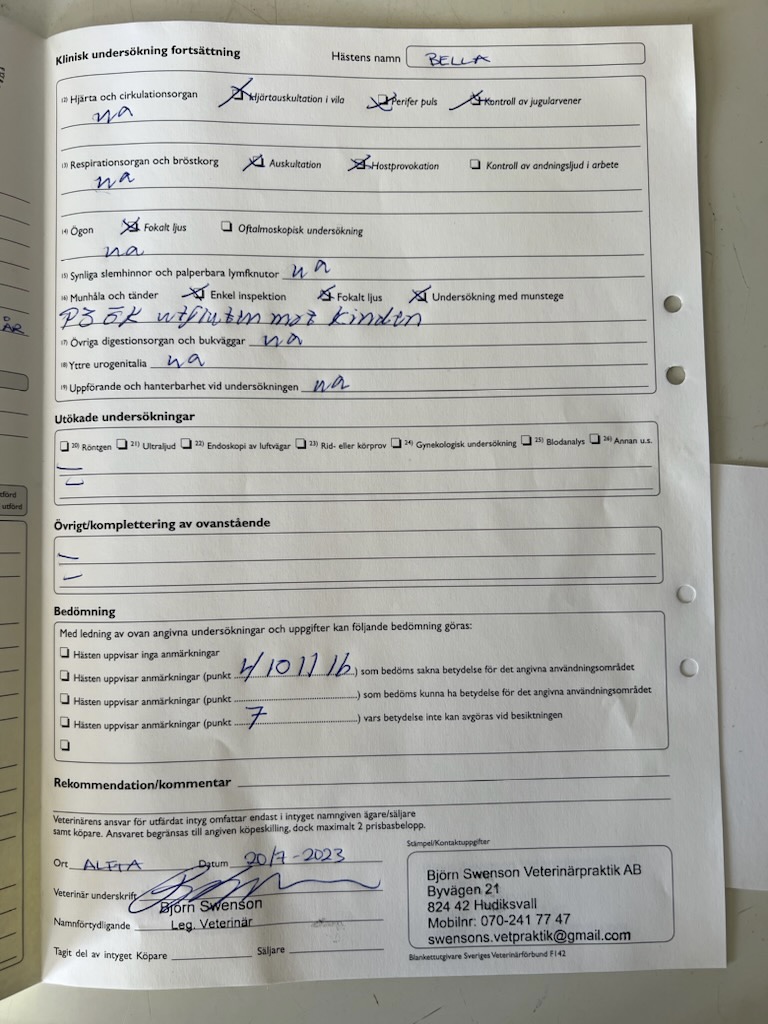 Klinisk undersökning fortsättning Hästens namn BELLA
(12) Hjärta och cirkulationsorgan Hjärtauskultation i vila Perifer puls Kontroll av jugularvener
na
(13) Respirationsorgan och bröstkorg Auskultation Hostprovokation Kontroll av andningsljud i arbete
na
(14) Ögon Fokalt ljus Oftalmoskopisk undersökning
na
(15) Synliga slemhinnor och palperbara lymfknutor na
(16) Munhåla och tänder Enkel inspektion Fokalt ljus Undersökning med munstege
P3 ÖK utfluten mot kinden
(17) Övriga digestionsorgan och bukväggar na
(18) Yttre urogenitalia na
(19) Uppförande och hanterbarhet vid undersökningen na
Utökade undersökningar
20) Röntgen 21) Ultraljud 22) Endoskopi av luftvägar 23) Rid- eller körprov 24) Gynekologisk undersökning 25) Blodanalys 26) Annan u.s.
Övrigt/komplettering av ovanstående
Bedömning
Med ledning av ovan angivna undersökningar och uppgifter kan följande bedömning göras:
Hästen uppvisar inga anmärkningar
Hästen uppvisar anmärkningar (punkt 4/10 11 16) som bedöms sakna betydelse för det angivna användningsområdet
Hästen uppvisar anmärkningar (punkt ) som bedöms kunna ha betydelse för det angivna användningsområdet
Hästen uppvisar anmärkningar (punkt 7) vars betydelse inte kan avgöras vid besiktningen
Rekommendation/kommentar
Veterinärens ansvar för utfärdat intyg omfattar endast i intyget namngiven ägare/säljare
samt köpare. Ansvaret begränsas till angiven köpeskilling, dock maximalt 2 prisbasbelopp.
Ort ALFTA Datum 20/7-2023
Veterinär underskrift
Björn Swenson
Namnförtydligande Leg. Veterinär
Tagit del av intyget Köpare Säljare
Stämpel/Kontaktuppgifter
Björn Swenson Veterinärpraktik AB
Byvägen 21
824 42 Hudiksvall
Mobilnr: 070-241 77 47
swensons.vetpraktik@gmail.com
Blankettutgivare Sveriges Veterinärförbund F142
ÅR
utförd